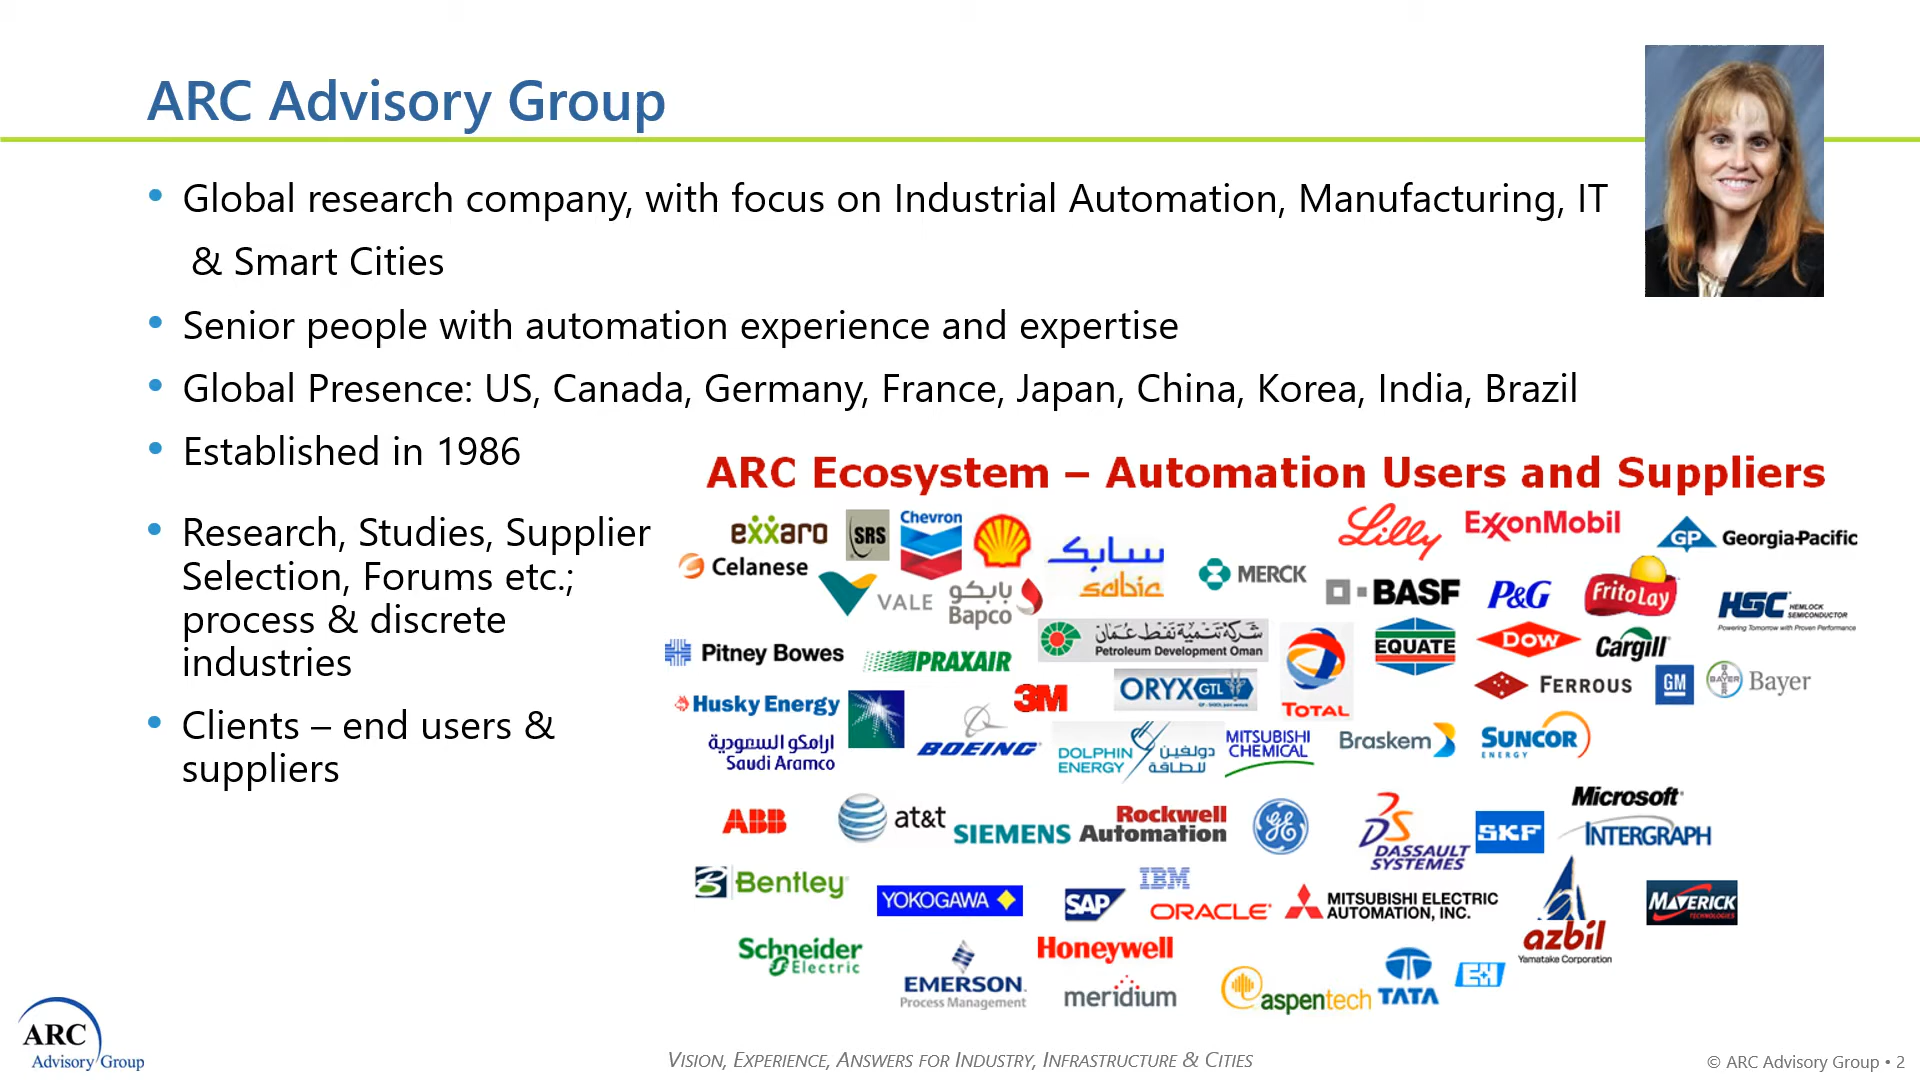 ARC Advisory Group
• Global research company, with focus on Industrial Automation, Manufacturing, IT
& Smart Cities
• Senior people with automation experience and expertise
• Global Presence: US, Canada, Germany, France, Japan, China, Korea, India, Brazil
• Established in 1986
• Research, Studies, Supplier
Selection, Forums etc.;
process & discrete
industries
• Clients – end users &
suppliers
ARC Ecosystem – Automation Users and Suppliers
exxaro
SRS
Chevron
Lilly
ExxonMobil
GP Georgia-Pacific
Celanese
VALE
بابكو
Bapco
سابك
sabic
MERCK
BASF
P&G
Frito Lay
HSC HEMLOCK
SEMICONDUCTOR
Powering Tomorrow with Proven Performance
Pitney Bowes
PRAXAIR
شركة تنمية نفط عمان
Petroleum Development Oman
TOTAL
EQUATE
DOW
Cargill
Husky Energy
3M
ORYX GTL
FERROUS
GM
BAYER
Bayer
أرامكو السعودية
Saudi Aramco
BOEING
DOLPHIN
ENERGY
دولفين
للطاقة
MITSUBISHI
CHEMICAL
Braskem
SUNCOR
ENERGY
ABB
at&t
SIEMENS
Rockwell
Automation
GE
DASSAULT
SYSTEMES
SKF
Microsoft
INTERGRAPH
Bentley
YOKOGAWA
SAP
IBM
ORACLE
MITSUBISHI ELECTRIC
AUTOMATION, INC.
azbil
Yamatake Corporation
MAVERICK
TECHNOLOGIES
Schneider
Electric
EMERSON
Process Management
Honeywell
meridium
aspentech
TATA
E+H
ARC
Advisory Group
VISION, EXPERIENCE, ANSWERS FOR INDUSTRY, INFRASTRUCTURE & CITIES
© ARC Advisory Group • 2